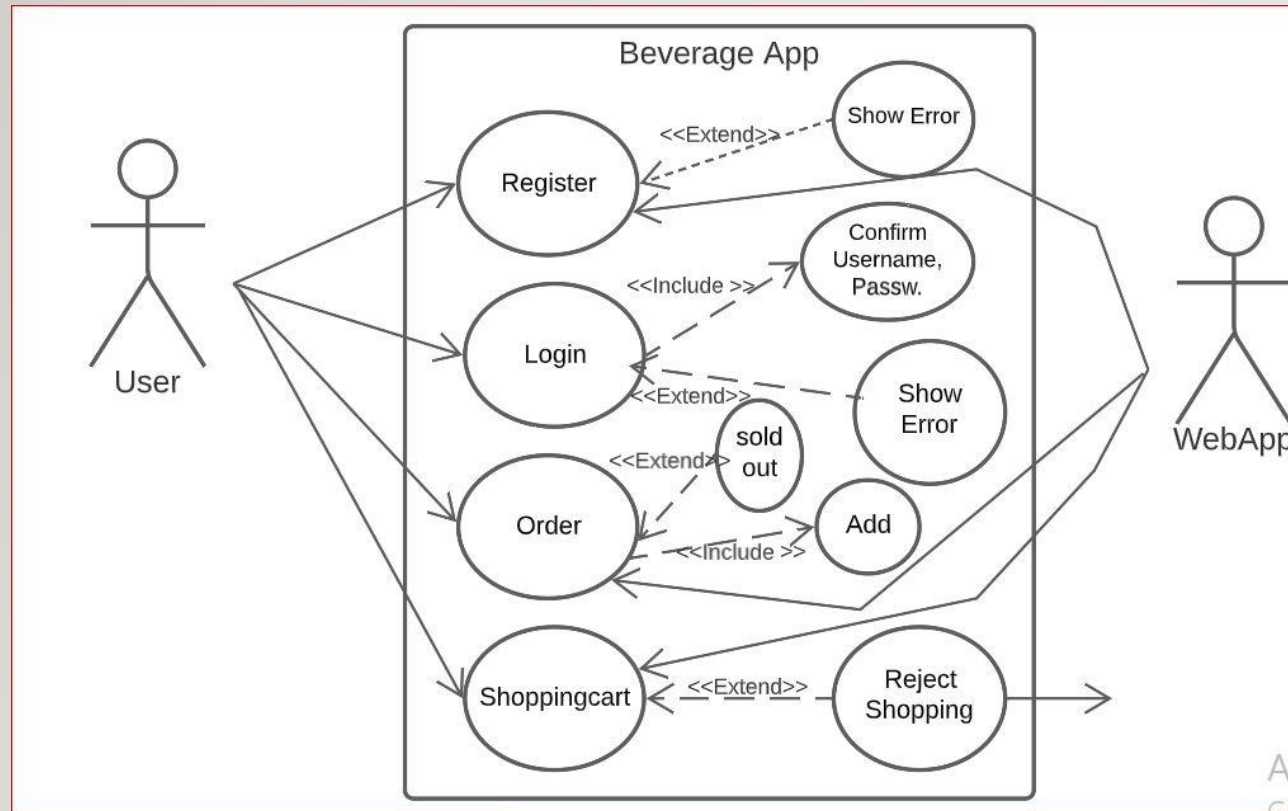 Beverage App
Show Error
<<Extend>>
Register
Confirm
Username,
Passw.
<<Include >>
Login
User
<<Extend>>
Show
Error
sold
out
<<Extend>>
WebApp
Order
Add
<<Include >>
Shoppingcart
<<Extend>>
Reject
Shopping